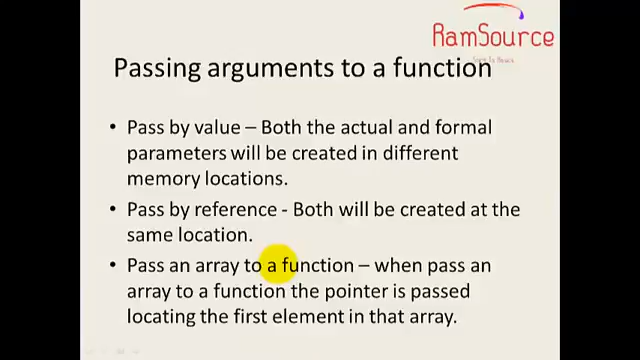 RamSource
Passing arguments to a function
• Pass by value – Both the actual and formal
parameters will be created in different
memory locations.
• Pass by reference - Both will be created at the
same location.
• Pass an array to a function – when pass an
array to a function the pointer is passed
locating the first element in that array.